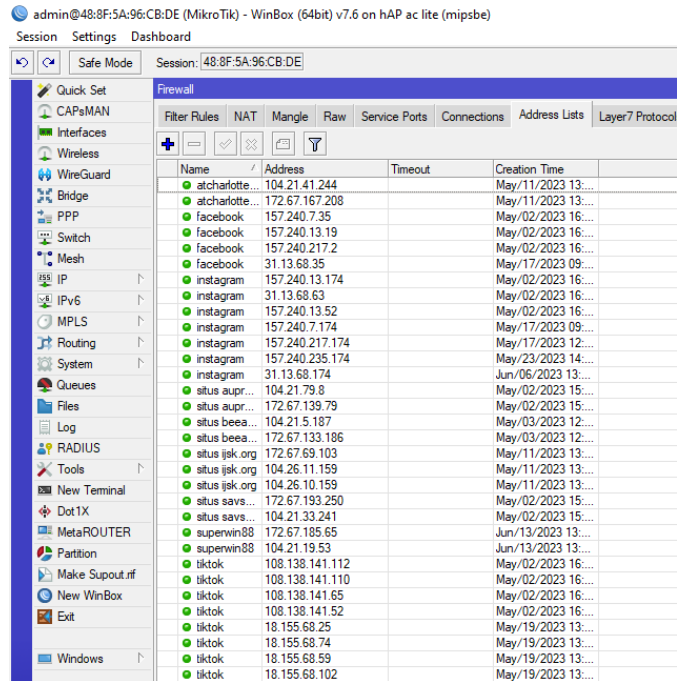 admin@48:8F:5A:96:CB:DE (MikroTik) - WinBox (64bit) v7.6 on hAP ac lite (mipsbe)
Session Settings Dashboard
Safe Mode Session: 48:8F:5A:96:CB:DE
Quick Set
CAPsMAN
Interfaces
Wireless
WireGuard
Bridge
PPP
Switch
Mesh
IP
IPv6
MPLS
Routing
System
Queues
Files
Log
RADIUS
Tools
New Terminal
Dot1X
MetaROUTER
Partition
Make Supout.rif
New WinBox
Exit
Windows
Firewall
Filter Rules NAT Mangle Raw Service Ports Connections Address Lists Layer7 Protocol
Name Address Timeout Creation Time
atcharlotte... 104.21.41.244 May/11/2023 13:...
atcharlotte... 172.67.167.208 May/11/2023 13:...
facebook 157.240.7.35 May/02/2023 16:...
facebook 157.240.13.19 May/02/2023 16:...
facebook 157.240.217.2 May/02/2023 16:...
facebook 31.13.68.35 May/17/2023 09:...
instagram 157.240.13.174 May/02/2023 16:...
instagram 31.13.68.63 May/02/2023 16:...
instagram 157.240.13.52 May/02/2023 16:...
instagram 157.240.7.174 May/17/2023 09:...
instagram 157.240.217.174 May/17/2023 12:...
instagram 157.240.235.174 May/23/2023 14:...
instagram 31.13.68.174 Jun/06/2023 13:...
situs aupr... 104.21.79.8 May/02/2023 15:...
situs aupr... 172.67.139.79 May/02/2023 15:...
situs beea... 104.21.5.187 May/03/2023 12:...
situs beea... 172.67.133.186 May/03/2023 12:...
situs ijsk.org 172.67.69.103 May/11/2023 13:...
situs ijsk.org 104.26.11.159 May/11/2023 13:...
situs ijsk.org 104.26.10.159 May/11/2023 13:...
situs savs... 172.67.193.250 May/02/2023 15:...
situs savs... 104.21.33.241 May/02/2023 15:...
superwin88 172.67.185.65 Jun/13/2023 13:...
superwin88 104.21.19.53 Jun/13/2023 13:...
tiktok 108.138.141.112 May/02/2023 16:...
tiktok 108.138.141.110 May/02/2023 16:...
tiktok 108.138.141.65 May/02/2023 16:...
tiktok 108.138.141.52 May/02/2023 16:...
tiktok 18.155.68.25 May/19/2023 13:...
tiktok 18.155.68.74 May/19/2023 13:...
tiktok 18.155.68.59 May/19/2023 13:...
tiktok 18.155.68.102 May/19/2023 13:...